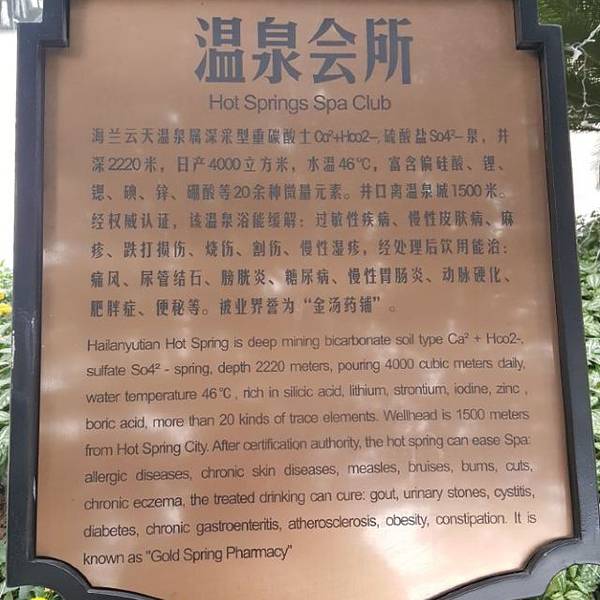 温泉会所
Hot Springs Spa Club
海兰云天温泉属深采型重碳酸土Ca²+Hco2-,硫酸盐So4²-泉，井
深2220米，日产4000立方米，水温46℃，富含偏硅酸、锂、
锶、碘、锌、硼酸等20余种微量元素。井口离温泉城1500米。
经权威认证，该温泉浴能缓解：过敏性疾病、慢性皮肤病、麻
疹、跌打损伤、烧伤、割伤、慢性湿疹，经处理后饮用能治：
痛风、尿管结石、膀胱炎、糖尿病、慢性胃肠炎、动脉硬化、
肥胖症、便秘等。被业界誉为“金汤药铺”。
Hailanyutian Hot Spring is deep mining bicarbonate soil type Ca² + Hco2-,
sulfate So4² - spring, depth 2220 meters, pouring 4000 cubic meters daily,
water temperature 46℃, rich in silicic acid, lithium, strontium, iodine, zinc ,
boric acid, more than 20 kinds of trace elements. Wellhead is 1500 meters
from Hot Spring City. After certification authority, the hot spring can ease Spa:
allergic diseases, chronic skin diseases, measles, bruises, burns, cuts,
chronic eczema, the treated drinking can cure: gout, urinary stones, cystitis,
diabetes, chronic gastroenteritis, atherosclerosis, obesity, constipation. It is
known as "Gold Spring Pharmacy"